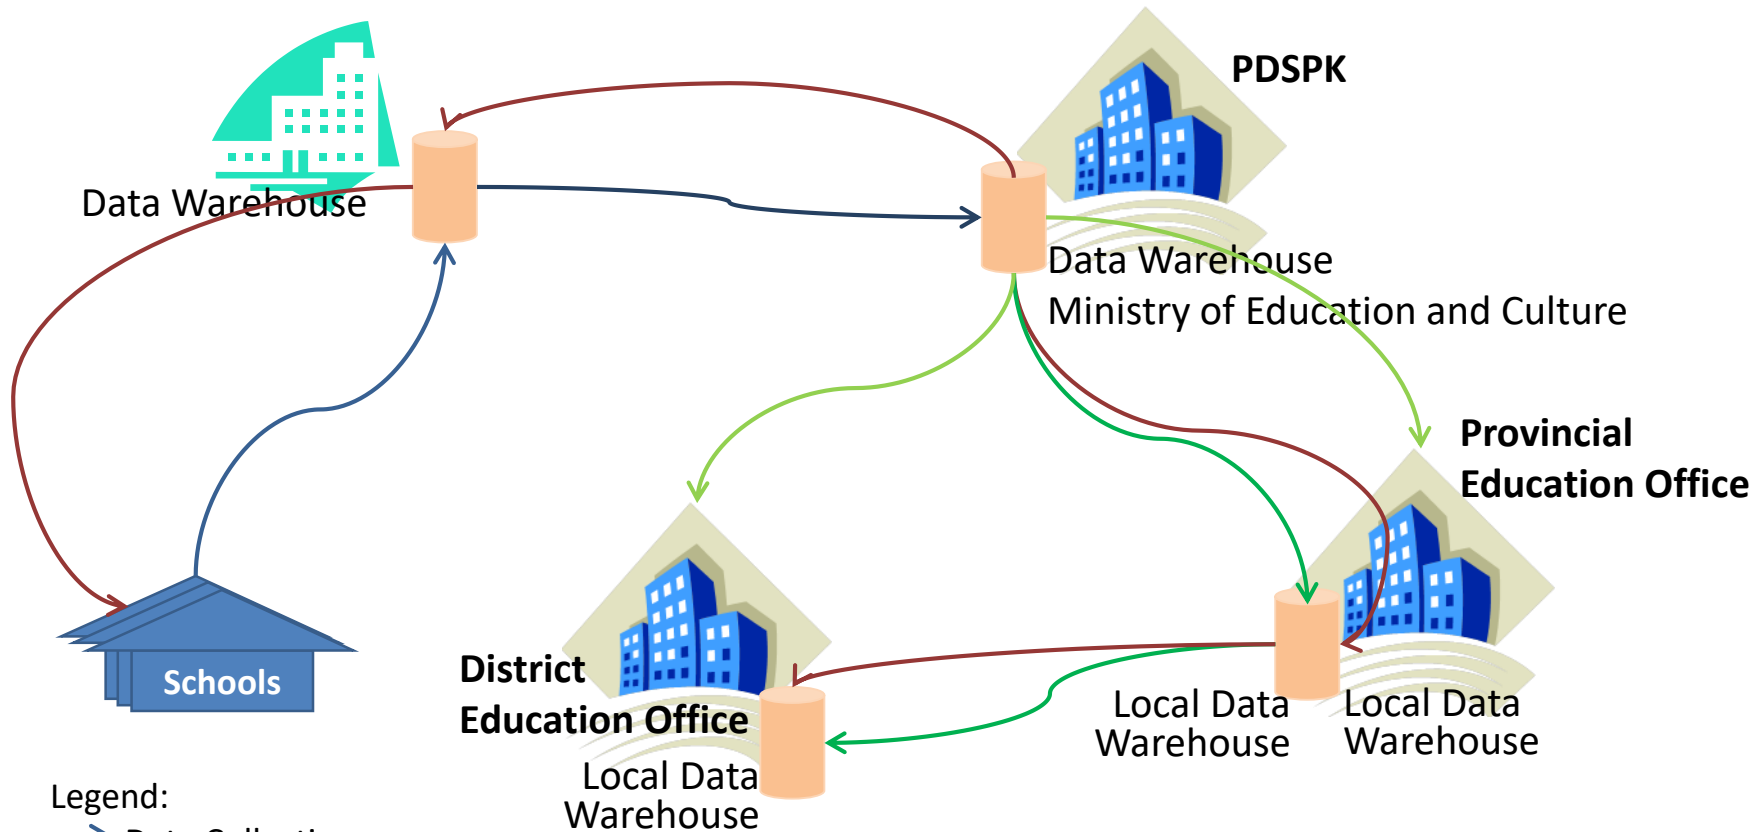 PDSPK
Data Warehouse
Data Warehouse
Ministry of Education and Culture
Provincial
Education Office
Schools
District
Education Office
Local Data
Warehouse
Local Data
Warehouse
Local Data
Warehouse
Legend:
Data